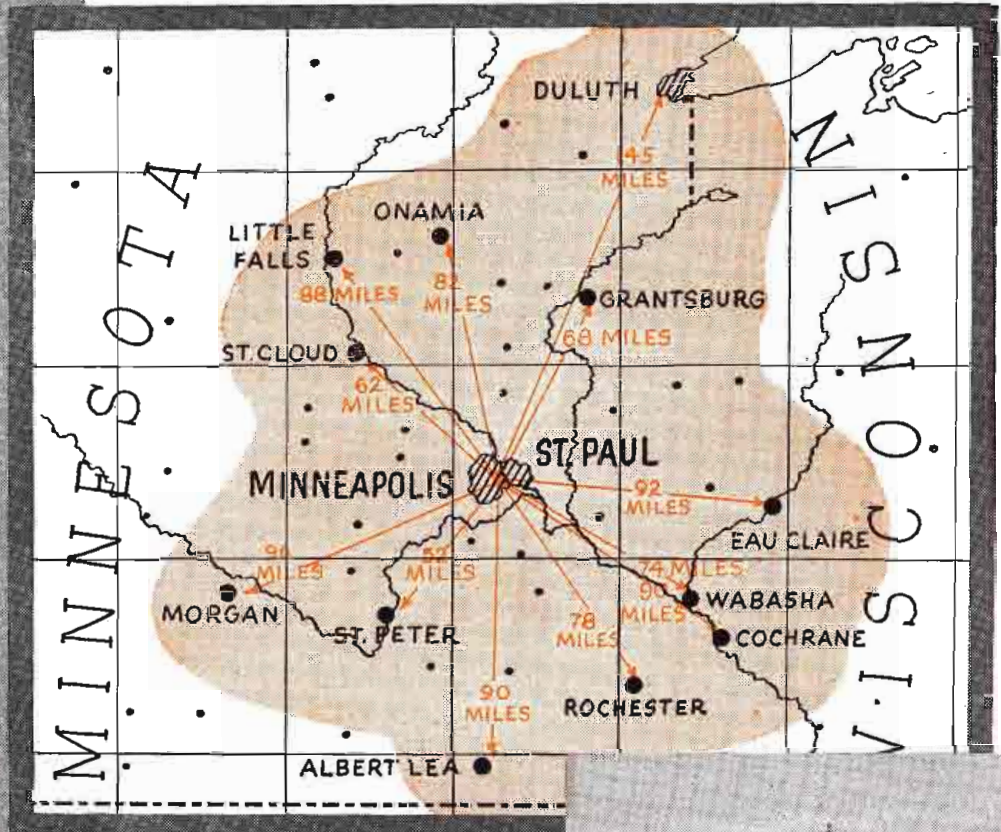 DULUTH
145
MILES
MINNESOTA
WISCONSIN
ONAMIA
LITTLE
FALLS
88 MILES
82
MILES
GRANTSBURG
68 MILES
ST. CLOUD
62
MILES
ST. PAUL
MINNEAPOLIS
92
MILES
EAU CLAIRE
MILES
MILES
74 MILES
90
MILES
WABASHA
MORGAN
78
MILES
ST. PETER
COCHRANE
ROCHESTER
90
MILES
ALBERT LEA